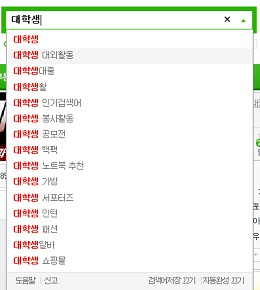 대학생
대학생
대학생 대외활동
대학생대출
대학생활
대학생 인기검색어
대학생 봉사활동
대학생 공모전
대학생 백팩
대학생 노트북 추천
대학생 가방
대학생 서포터즈
대학생 인턴
대학생 패션
대학생알바
대학생 쇼핑몰
도움말 | 신고
검색어저장 끄기 | 자동완성 끄기